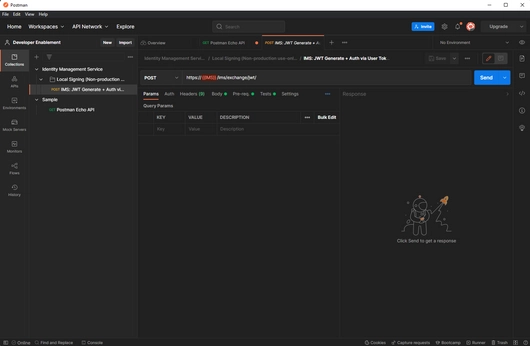 Postman
File Edit View Help
Home Workspaces API Network Explore Search Invite Upgrade
Developer Enablement New Import Overview GET Postman Echo API POST IMS: JWT Generate + A No Environment
Identity Management Servi... / Local Signing (Non-production use onl... / IMS: JWT Generate + Auth via User Tok Save
Collections
APIs
Environments
Mock Servers
Monitors
Flows
History
Identity Management Service
Local Signing (Non-production ...
POST IMS: JWT Generate + Auth vi...
Sample
GET Postman Echo API
POST https://{{IMS}}/ims/exchange/jwt/ Send
Params Auth Headers (9) Body Pre-req. Tests Settings
Response
Query Params
KEY VALUE DESCRIPTION Bulk Edit
Key Value Description
Click Send to get a response
Online Find and Replace Console Cookies Capture requests Bootcamp Runner Trash